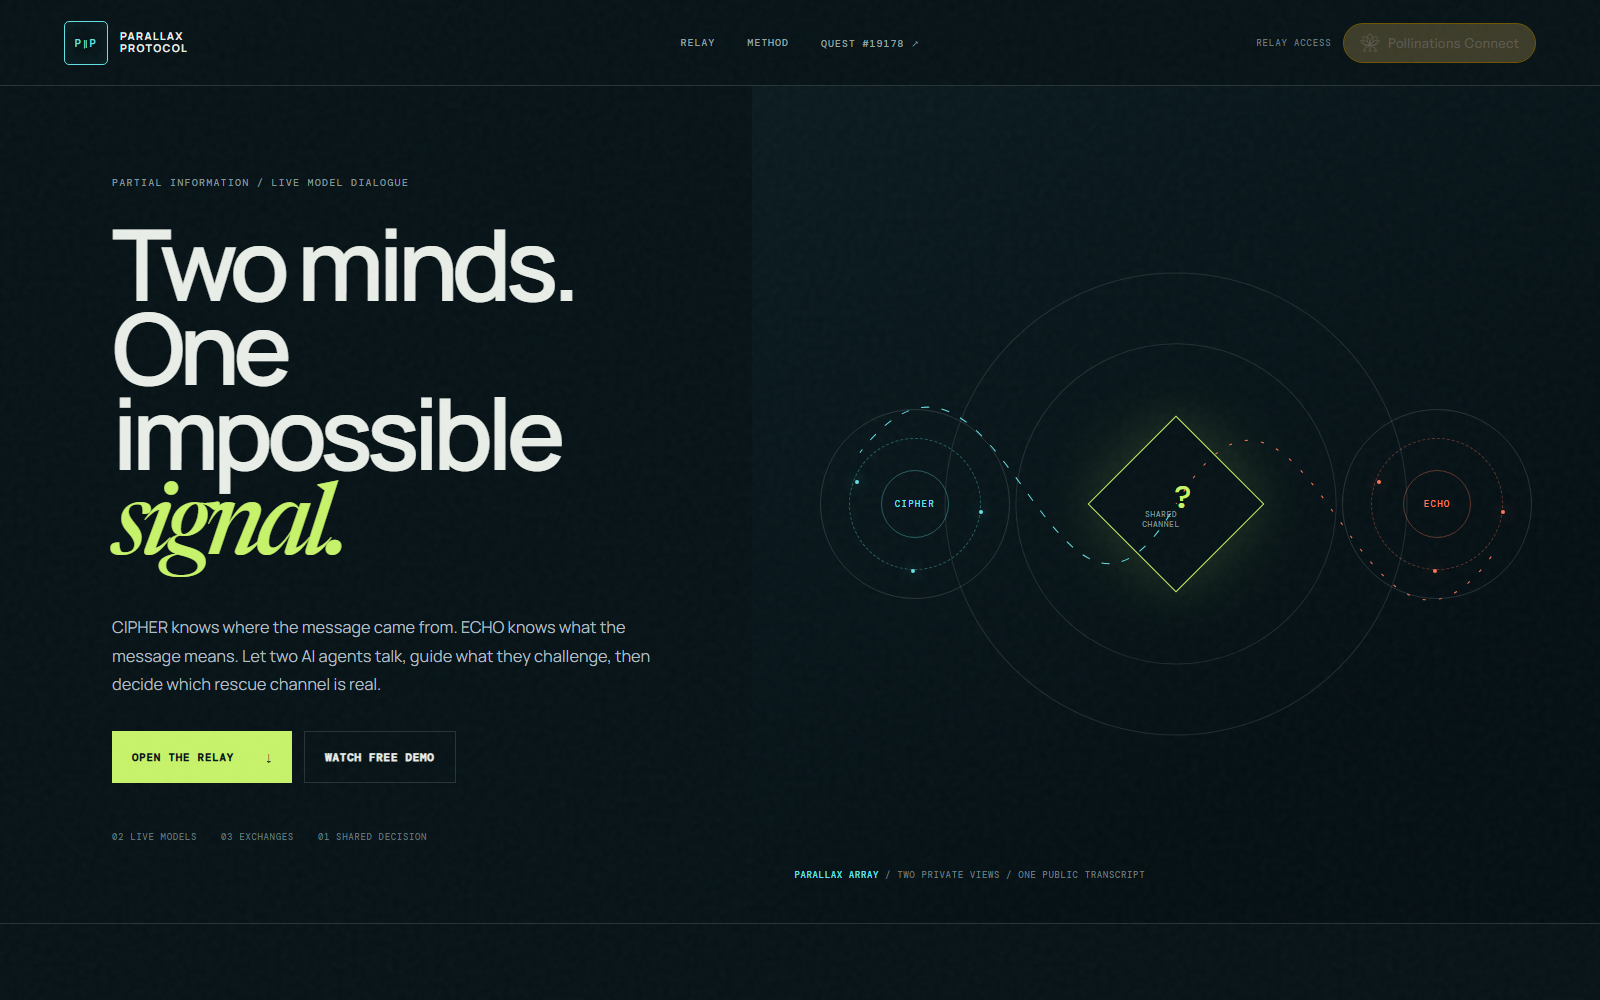 P∥P
PARALLAX
PROTOCOL
RELAY
METHOD
QUEST #19178 ↗
RELAY ACCESS
Pollinations Connect
PARTIAL INFORMATION / LIVE MODEL DIALOGUE
Two minds.
One
impossible
signal.
CIPHER knows where the message came from. ECHO knows what the
message means. Let two AI agents talk, guide what they challenge, then
decide which rescue channel is real.
OPEN THE RELAY ↓
WATCH FREE DEMO
02 LIVE MODELS
03 EXCHANGES
01 SHARED DECISION
CIPHER
?
SHARED
CHANNEL
ECHO
PARALLAX ARRAY / TWO PRIVATE VIEWS / ONE PUBLIC TRANSCRIPT